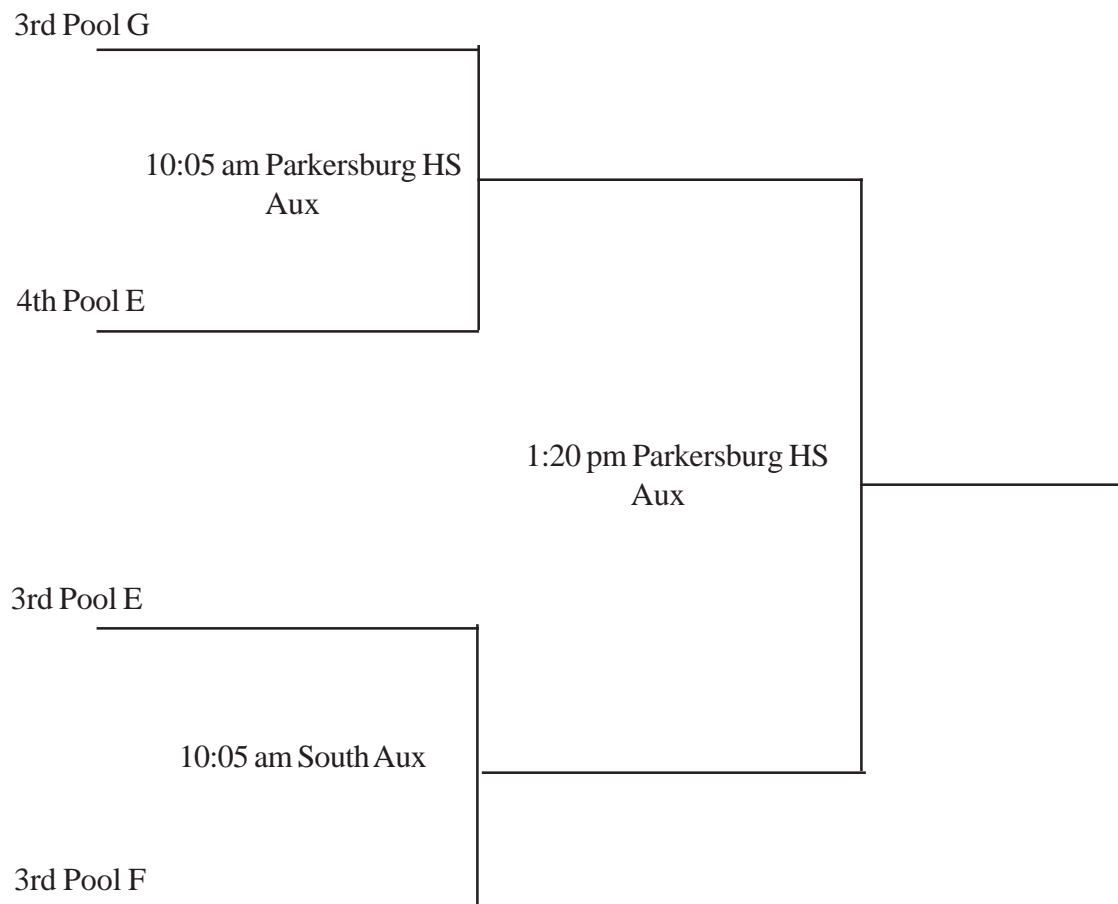 3rd Pool G
10:05 am Parkersburg HS
Aux
4th Pool E
1:20 pm Parkersburg HS
Aux
3rd Pool E
10:05 am South Aux
3rd Pool F